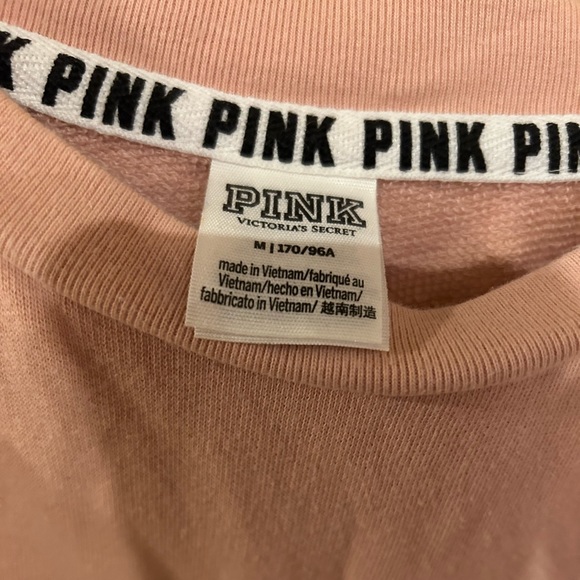 K PINK PINK PINK PIN
PINK
VICTORIA'S SECRET
M | 170/96A
made in Vietnam/fabriqué au
Vietnam/hecho en Vietnam/
fabbricato in Vietnam/ 越南制造